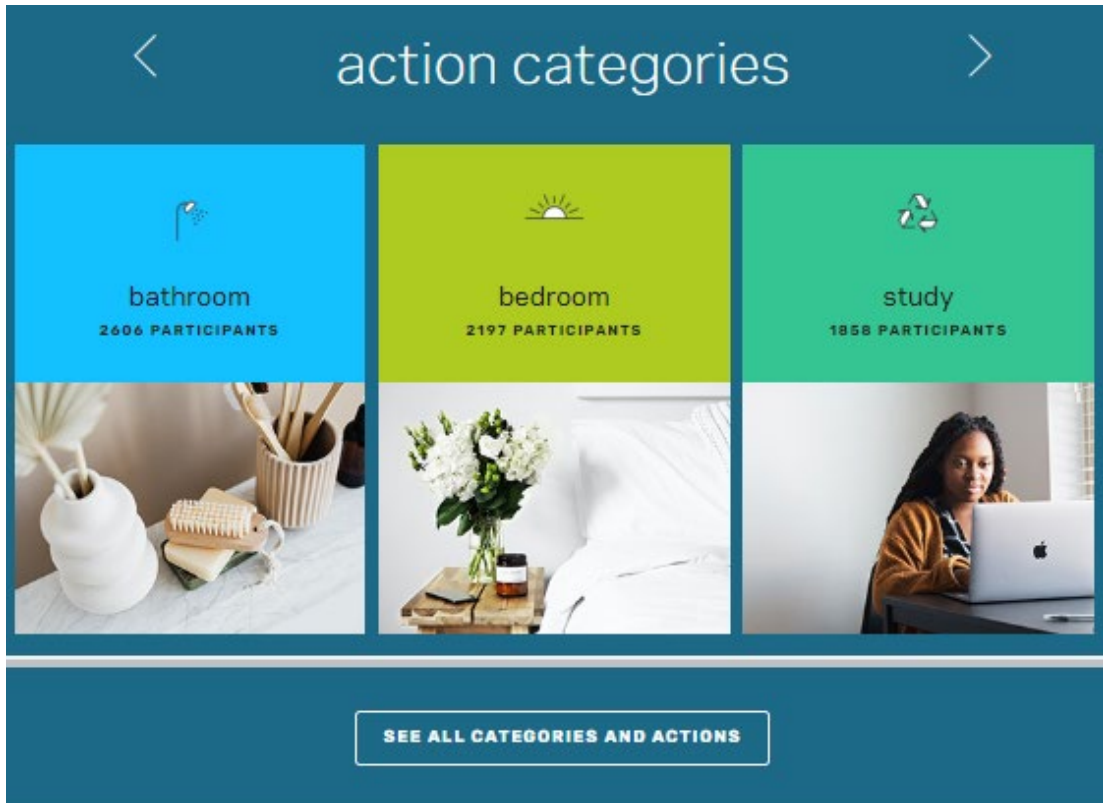 action categories
bathroom
2606 PARTICIPANTS
bedroom
2197 PARTICIPANTS
study
1858 PARTICIPANTS
SEE ALL CATEGORIES AND ACTIONS